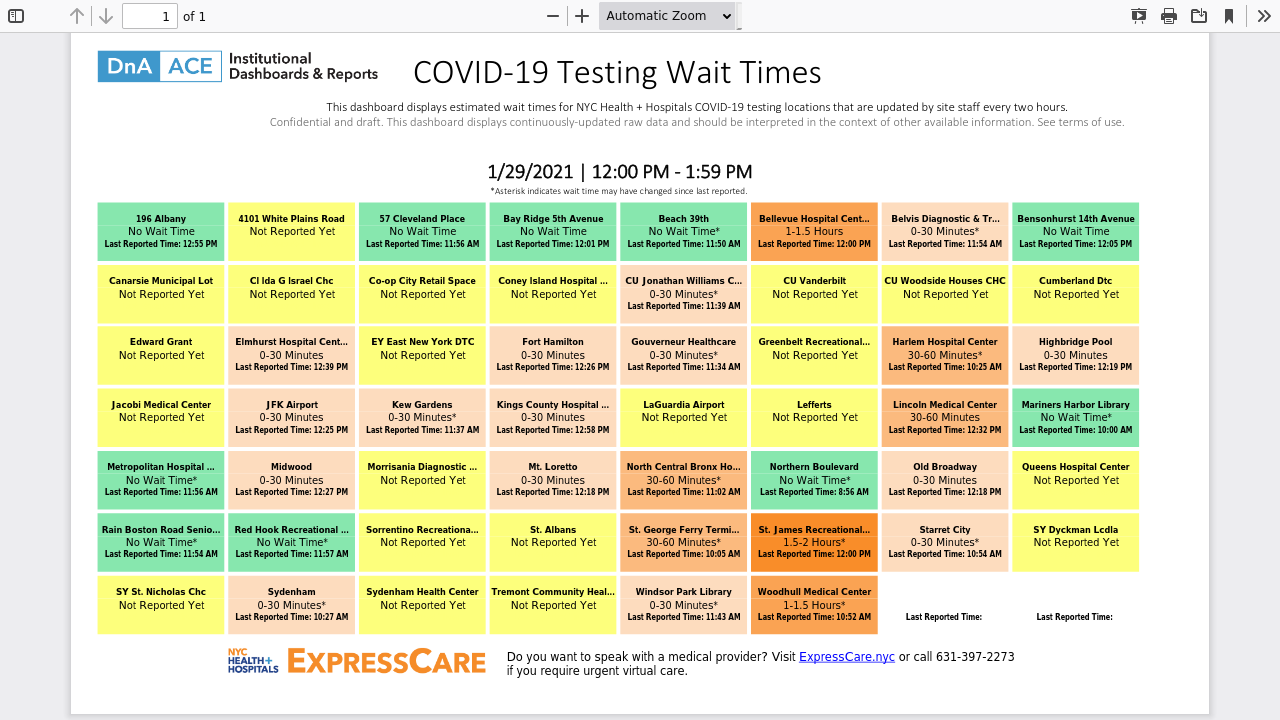 1
of 1
Automatic Zoom
DnA ACE Institutional
Dashboards & Reports
COVID-19 Testing Wait Times
This dashboard displays estimated wait times for NYC Health + Hospitals COVID-19 testing locations that are updated by site staff every two hours.
Confidential and draft. This dashboard displays continuously-updated raw data and should be interpreted in the context of other available information. See terms of use.
1/29/2021 | 12:00 PM - 1:59 PM
*Asterisk indicates wait time may have changed since last reported.
196 Albany
No Wait Time
Last Reported Time: 12:55 PM
4101 White Plains Road
Not Reported Yet
57 Cleveland Place
No Wait Time
Last Reported Time: 11:56 AM
Bay Ridge 5th Avenue
No Wait Time
Last Reported Time: 12:01 PM
Beach 39th
No Wait Time*
Last Reported Time: 11:50 AM
Bellevue Hospital Cent...
1-1.5 Hours
Last Reported Time: 12:00 PM
Belvis Diagnostic & Tr...
0-30 Minutes*
Last Reported Time: 11:54 AM
Bensonhurst 14th Avenue
No Wait Time
Last Reported Time: 12:05 PM
Canarsie Municipal Lot
Not Reported Yet
CI Ida G Israel Chc
Not Reported Yet
Co-op City Retail Space
Not Reported Yet
Coney Island Hospital ...
Not Reported Yet
CU Jonathan Williams C...
0-30 Minutes*
Last Reported Time: 11:39 AM
CU Vanderbilt
Not Reported Yet
CU Woodside Houses CHC
Not Reported Yet
Cumberland Dtc
Not Reported Yet
Edward Grant
Not Reported Yet
Elmhurst Hospital Cent...
0-30 Minutes
Last Reported Time: 12:39 PM
EY East New York DTC
Not Reported Yet
Fort Hamilton
0-30 Minutes
Last Reported Time: 12:26 PM
Gouverneur Healthcare
0-30 Minutes*
Last Reported Time: 11:34 AM
Greenbelt Recreational...
Not Reported Yet
Harlem Hospital Center
30-60 Minutes*
Last Reported Time: 10:25 AM
Highbridge Pool
0-30 Minutes
Last Reported Time: 12:19 PM
Jacobi Medical Center
Not Reported Yet
JFK Airport
0-30 Minutes
Last Reported Time: 12:25 PM
Kew Gardens
0-30 Minutes*
Last Reported Time: 11:37 AM
Kings County Hospital ...
0-30 Minutes
Last Reported Time: 12:58 PM
LaGuardia Airport
Not Reported Yet
Lefferts
Not Reported Yet
Lincoln Medical Center
30-60 Minutes
Last Reported Time: 12:32 PM
Mariners Harbor Library
No Wait Time*
Last Reported Time: 10:00 AM
Metropolitan Hospital ...
No Wait Time*
Last Reported Time: 11:56 AM
Midwood
0-30 Minutes
Last Reported Time: 12:27 PM
Morrisania Diagnostic ...
Not Reported Yet
Mt. Loretto
0-30 Minutes
Last Reported Time: 12:18 PM
North Central Bronx Ho...
30-60 Minutes*
Last Reported Time: 11:02 AM
Northern Boulevard
No Wait Time*
Last Reported Time: 8:56 AM
Old Broadway
0-30 Minutes
Last Reported Time: 12:18 PM
Queens Hospital Center
Not Reported Yet
Rain Boston Road Senio...
No Wait Time*
Last Reported Time: 11:54 AM
Red Hook Recreational ...
No Wait Time*
Last Reported Time: 11:57 AM
Sorrentino Recreationa...
Not Reported Yet
St. Albans
Not Reported Yet
St. George Ferry Termi...
30-60 Minutes*
Last Reported Time: 10:05 AM
St. James Recreational...
1.5-2 Hours*
Last Reported Time: 12:00 PM
Starret City
0-30 Minutes*
Last Reported Time: 10:54 AM
SY Dyckman Lcdla
Not Reported Yet
SY St. Nicholas Chc
Not Reported Yet
Sydenham
0-30 Minutes*
Last Reported Time: 10:27 AM
Sydenham Health Center
Not Reported Yet
Tremont Community Heal...
Not Reported Yet
Windsor Park Library
0-30 Minutes*
Last Reported Time: 11:43 AM
Woodhull Medical Center
1-1.5 Hours*
Last Reported Time: 10:52 AM
Last Reported Time:
Last Reported Time:
NYC
HEALTH+
HOSPITALS
EXPRESSCARE
Do you want to speak with a medical provider? Visit ExpressCare.nyc or call 631-397-2273
if you require urgent virtual care.